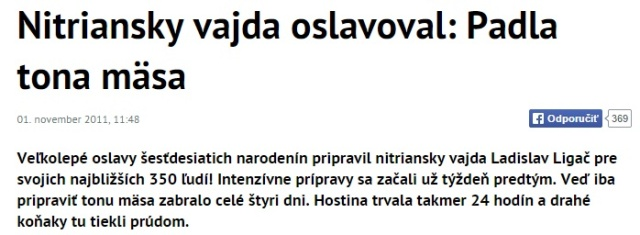 Nitriansky vajda oslavoval: Padla
tona mäsa
01. november 2011, 11:48
Odporučiť 369
Veľkolepé oslavy šesťdesiatich narodenín pripravil nitriansky vajda Ladislav Ligač pre
svojich najbližších 350 ľudí! Intenzívne prípravy sa začali už týždeň predtým. Veď iba
pripraviť tonu mäsa zabralo celé štyri dni. Hostina trvala takmer 24 hodín a drahé
koňaky tu tiekli prúdom.